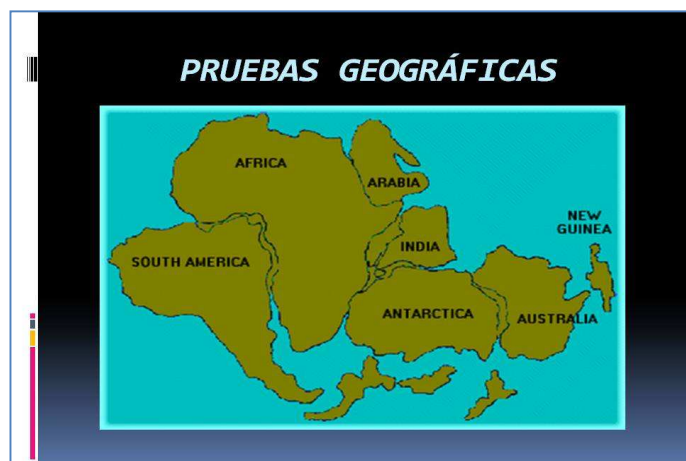 PRUEBAS GEOGRÁFICAS
AFRICA
ARABIA
NEW
GUINEA
INDIA
SOUTH AMERICA
ANTARCTICA
AUSTRALIA